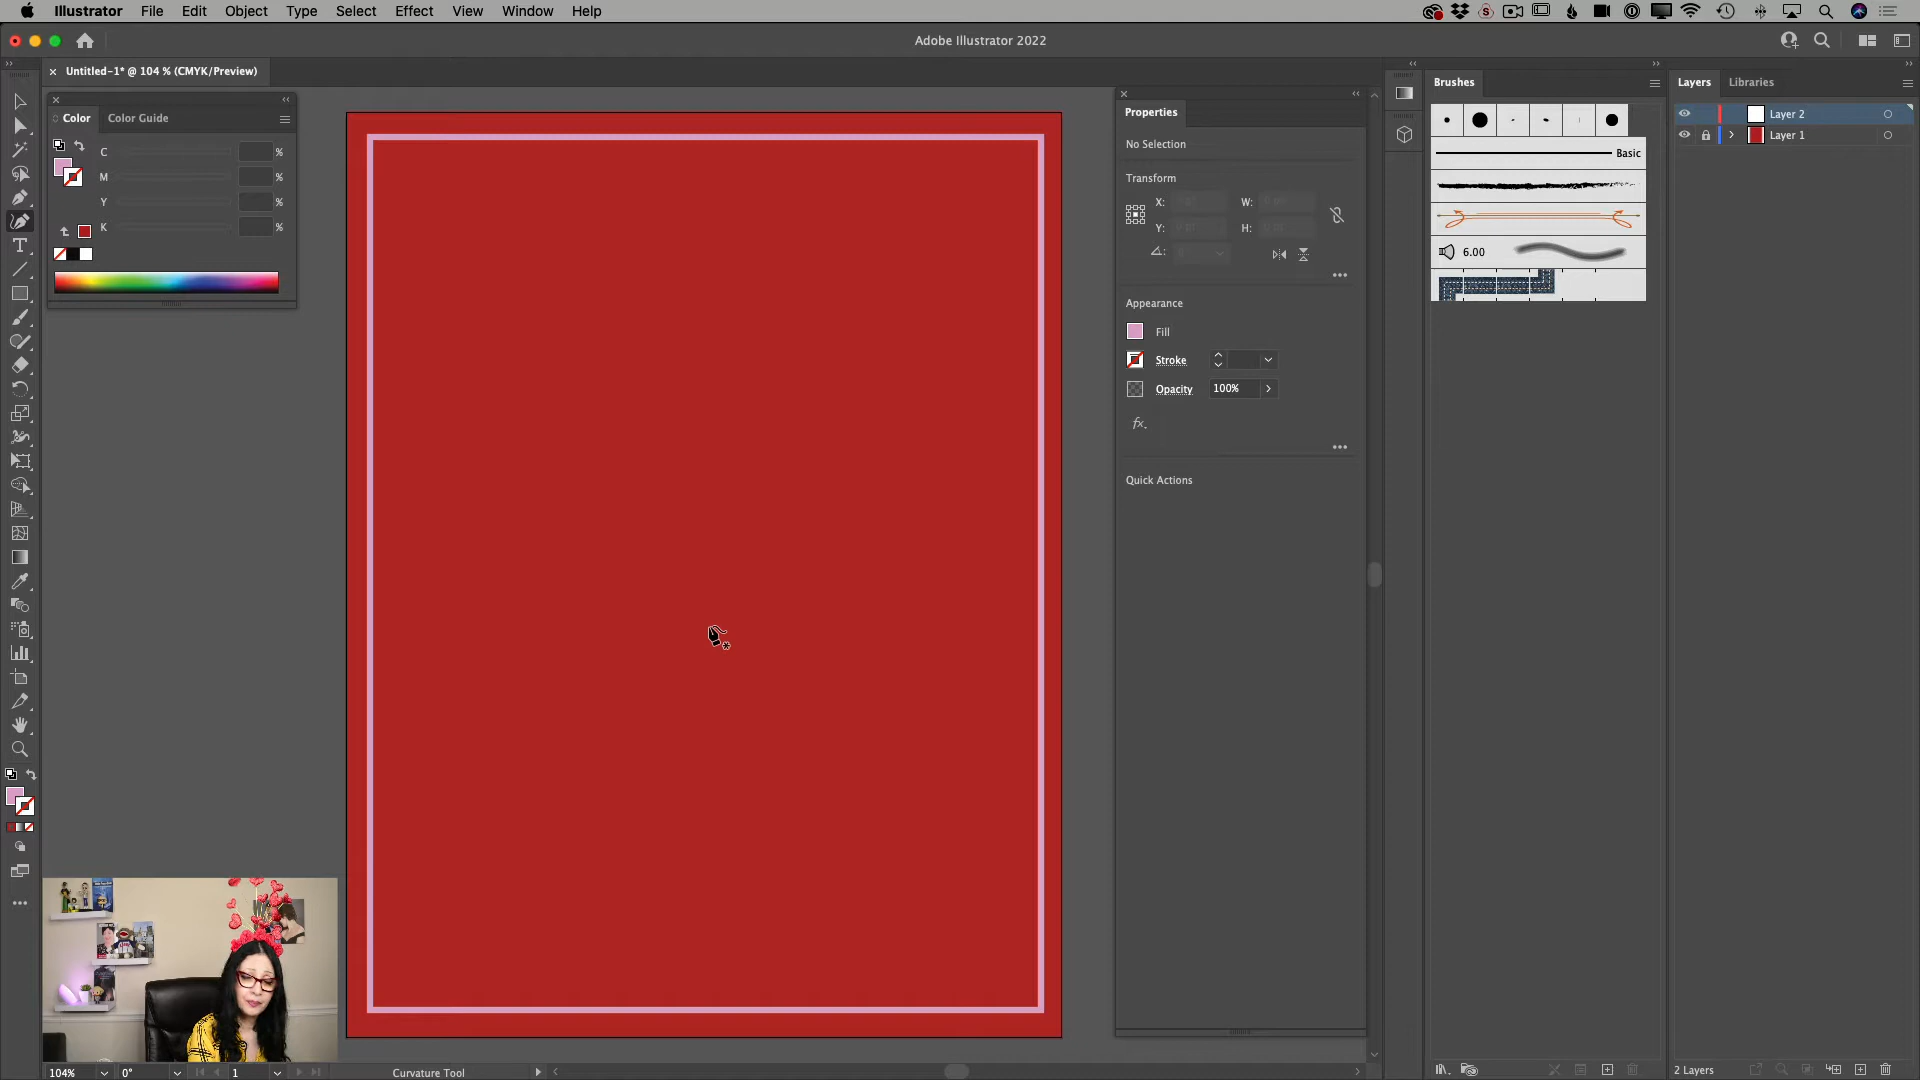 Illustrator File Edit Object Type Select Effect View Window Help
Adobe Illustrator 2022
Untitled-1* @ 104 % (CMYK/Preview)
Color Color Guide
C %
M %
Y %
K %
Properties
No Selection
Transform
X: W:
Y: H:
Appearance
Fill
Stroke
Opacity 100%
fx.
Quick Actions
Brushes
Basic
6.00
Layers Libraries
Layer 2
Layer 1
104% 0° 1 Curvature Tool
2 Layers